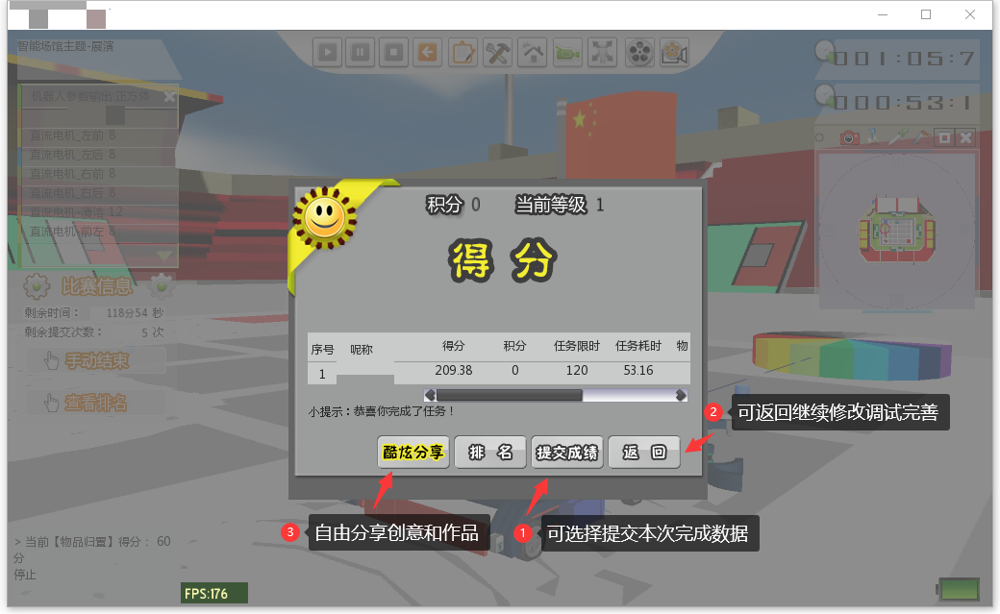 智能场馆主题-展演
001:05:7
000:53:1
机器人参数输出:正方体
直流电机_左前 8
直流电机_左后 8
直流电机_右前 8
直流电机_右后 8
直流电机-清洁 12
直流电机-前左 8
比赛信息
剩余时间： 118分54 秒
剩余提交次数： 5 次
手动结束
查看排名
积分 0 当前等级 1
得 分
序号 昵称 得分 积分 任务限时 任务耗时 物
1 209.38 0 120 53.16
小提示：恭喜你完成了任务！
酷炫分享 排 名 提交成绩 返 回
2 可返回继续修改调试完善
3 自由分享创意和作品
1 可选择提交本次完成数据
> 当前【物品归置】得分： 60
分
停止
FPS:176